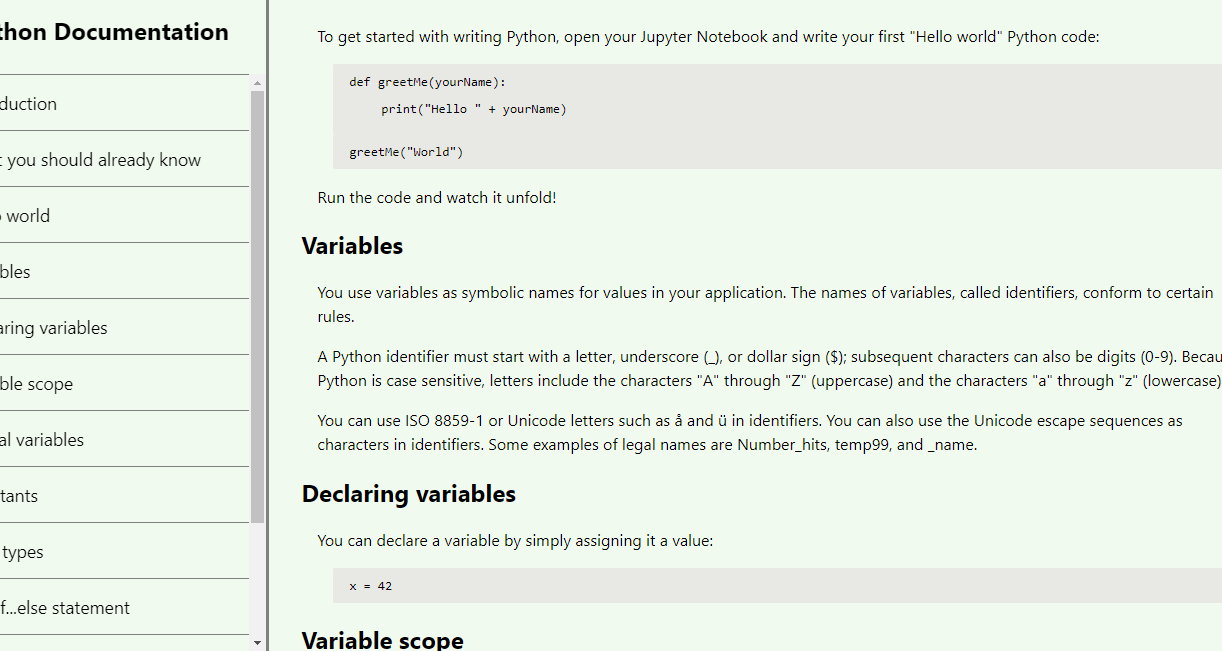 thon Documentation
duction
you should already know
world
bles
aring variables
ble scope
al variables
tants
types
f...else statement
To get started with writing Python, open your Jupyter Notebook and write your first "Hello world" Python code:
def greetMe(yourName):
print("Hello " + yourName)
greetMe("World")
Run the code and watch it unfold!
Variables
You use variables as symbolic names for values in your application. The names of variables, called identifiers, conform to certain
rules.
A Python identifier must start with a letter, underscore (_), or dollar sign ($); subsequent characters can also be digits (0-9). Becau
Python is case sensitive, letters include the characters "A" through "Z" (uppercase) and the characters "a" through "z" (lowercase)
You can use ISO 8859-1 or Unicode letters such as å and ü in identifiers. You can also use the Unicode escape sequences as
characters in identifiers. Some examples of legal names are Number_hits, temp99, and _name.
Declaring variables
You can declare a variable by simply assigning it a value:
x = 42
Variable scope